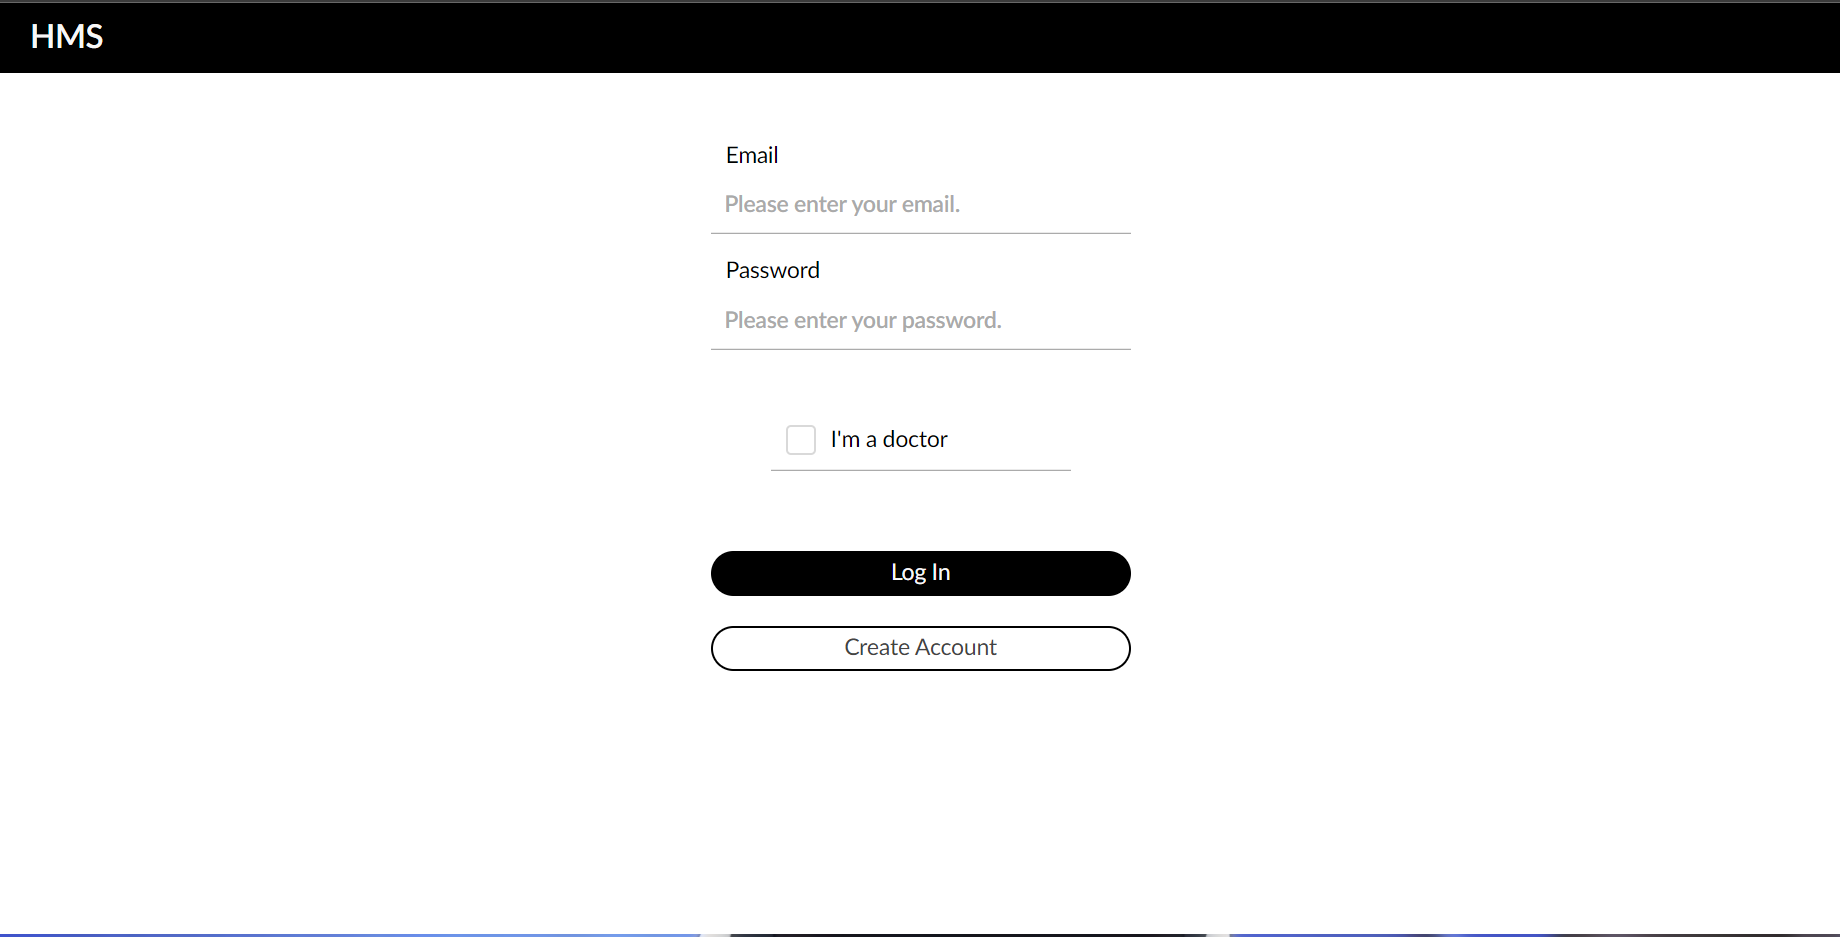 HMS
Email
Please enter your email.
Password
Please enter your password.
I'm a doctor
Log In
Create Account